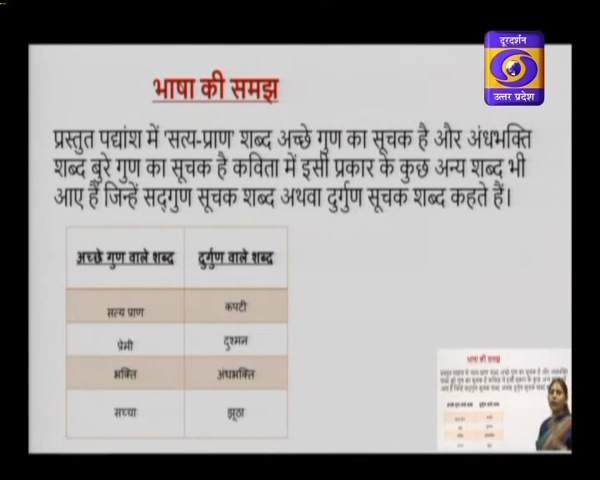 दूरदर्शन
उत्तर प्रदेश
भाषा की समझ
प्रस्तुत पद्यांश में 'सत्य-प्राण' शब्द अच्छे गुण का सूचक है और अंधभक्ति
शब्द बुरे गुण का सूचक है कविता में इसी प्रकार के कुछ अन्य शब्द भी
आए हैं जिन्हें सद्गुण सूचक शब्द अथवा दुर्गुण सूचक शब्द कहते हैं।
अच्छे गुण वाले शब्द दुर्गुण वाले शब्द
सत्य प्राण कपटी
प्रेमी दुश्मन
भक्ति अंधभक्ति
सच्चा झूठा
भाषा की समझ